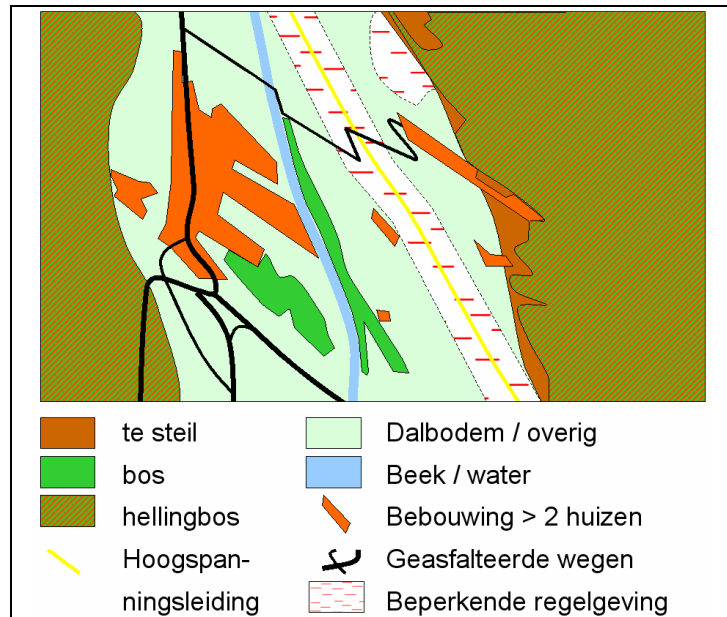 te steil
bos
hellingbos
Hoogspan-
ningsleiding
Dalbodem / overig
Beek / water
Bebouwing > 2 huizen
Geasfalteerde wegen
Beperkende regelgeving